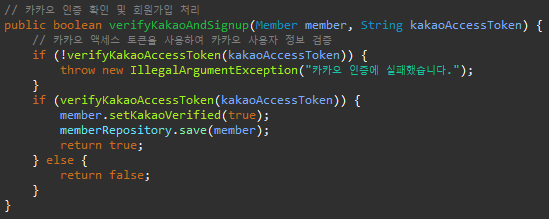 // 카카오 인증 확인 및 회원가입 처리
public boolean verifyKakaoAndSignup(Member member, String kakaoAccessToken) {
    // 카카오 액세스 토큰을 사용하여 카카오 사용자 정보 검증
    if (!verifyKakaoAccessToken(kakaoAccessToken)) {
        throw new IllegalArgumentException("카카오 인증에 실패했습니다.");
    }
    if (verifyKakaoAccessToken(kakaoAccessToken)) {
        member.setKakaoVerified(true);
        memberRepository.save(member);
        return true;
    } else {
        return false;
    }
}